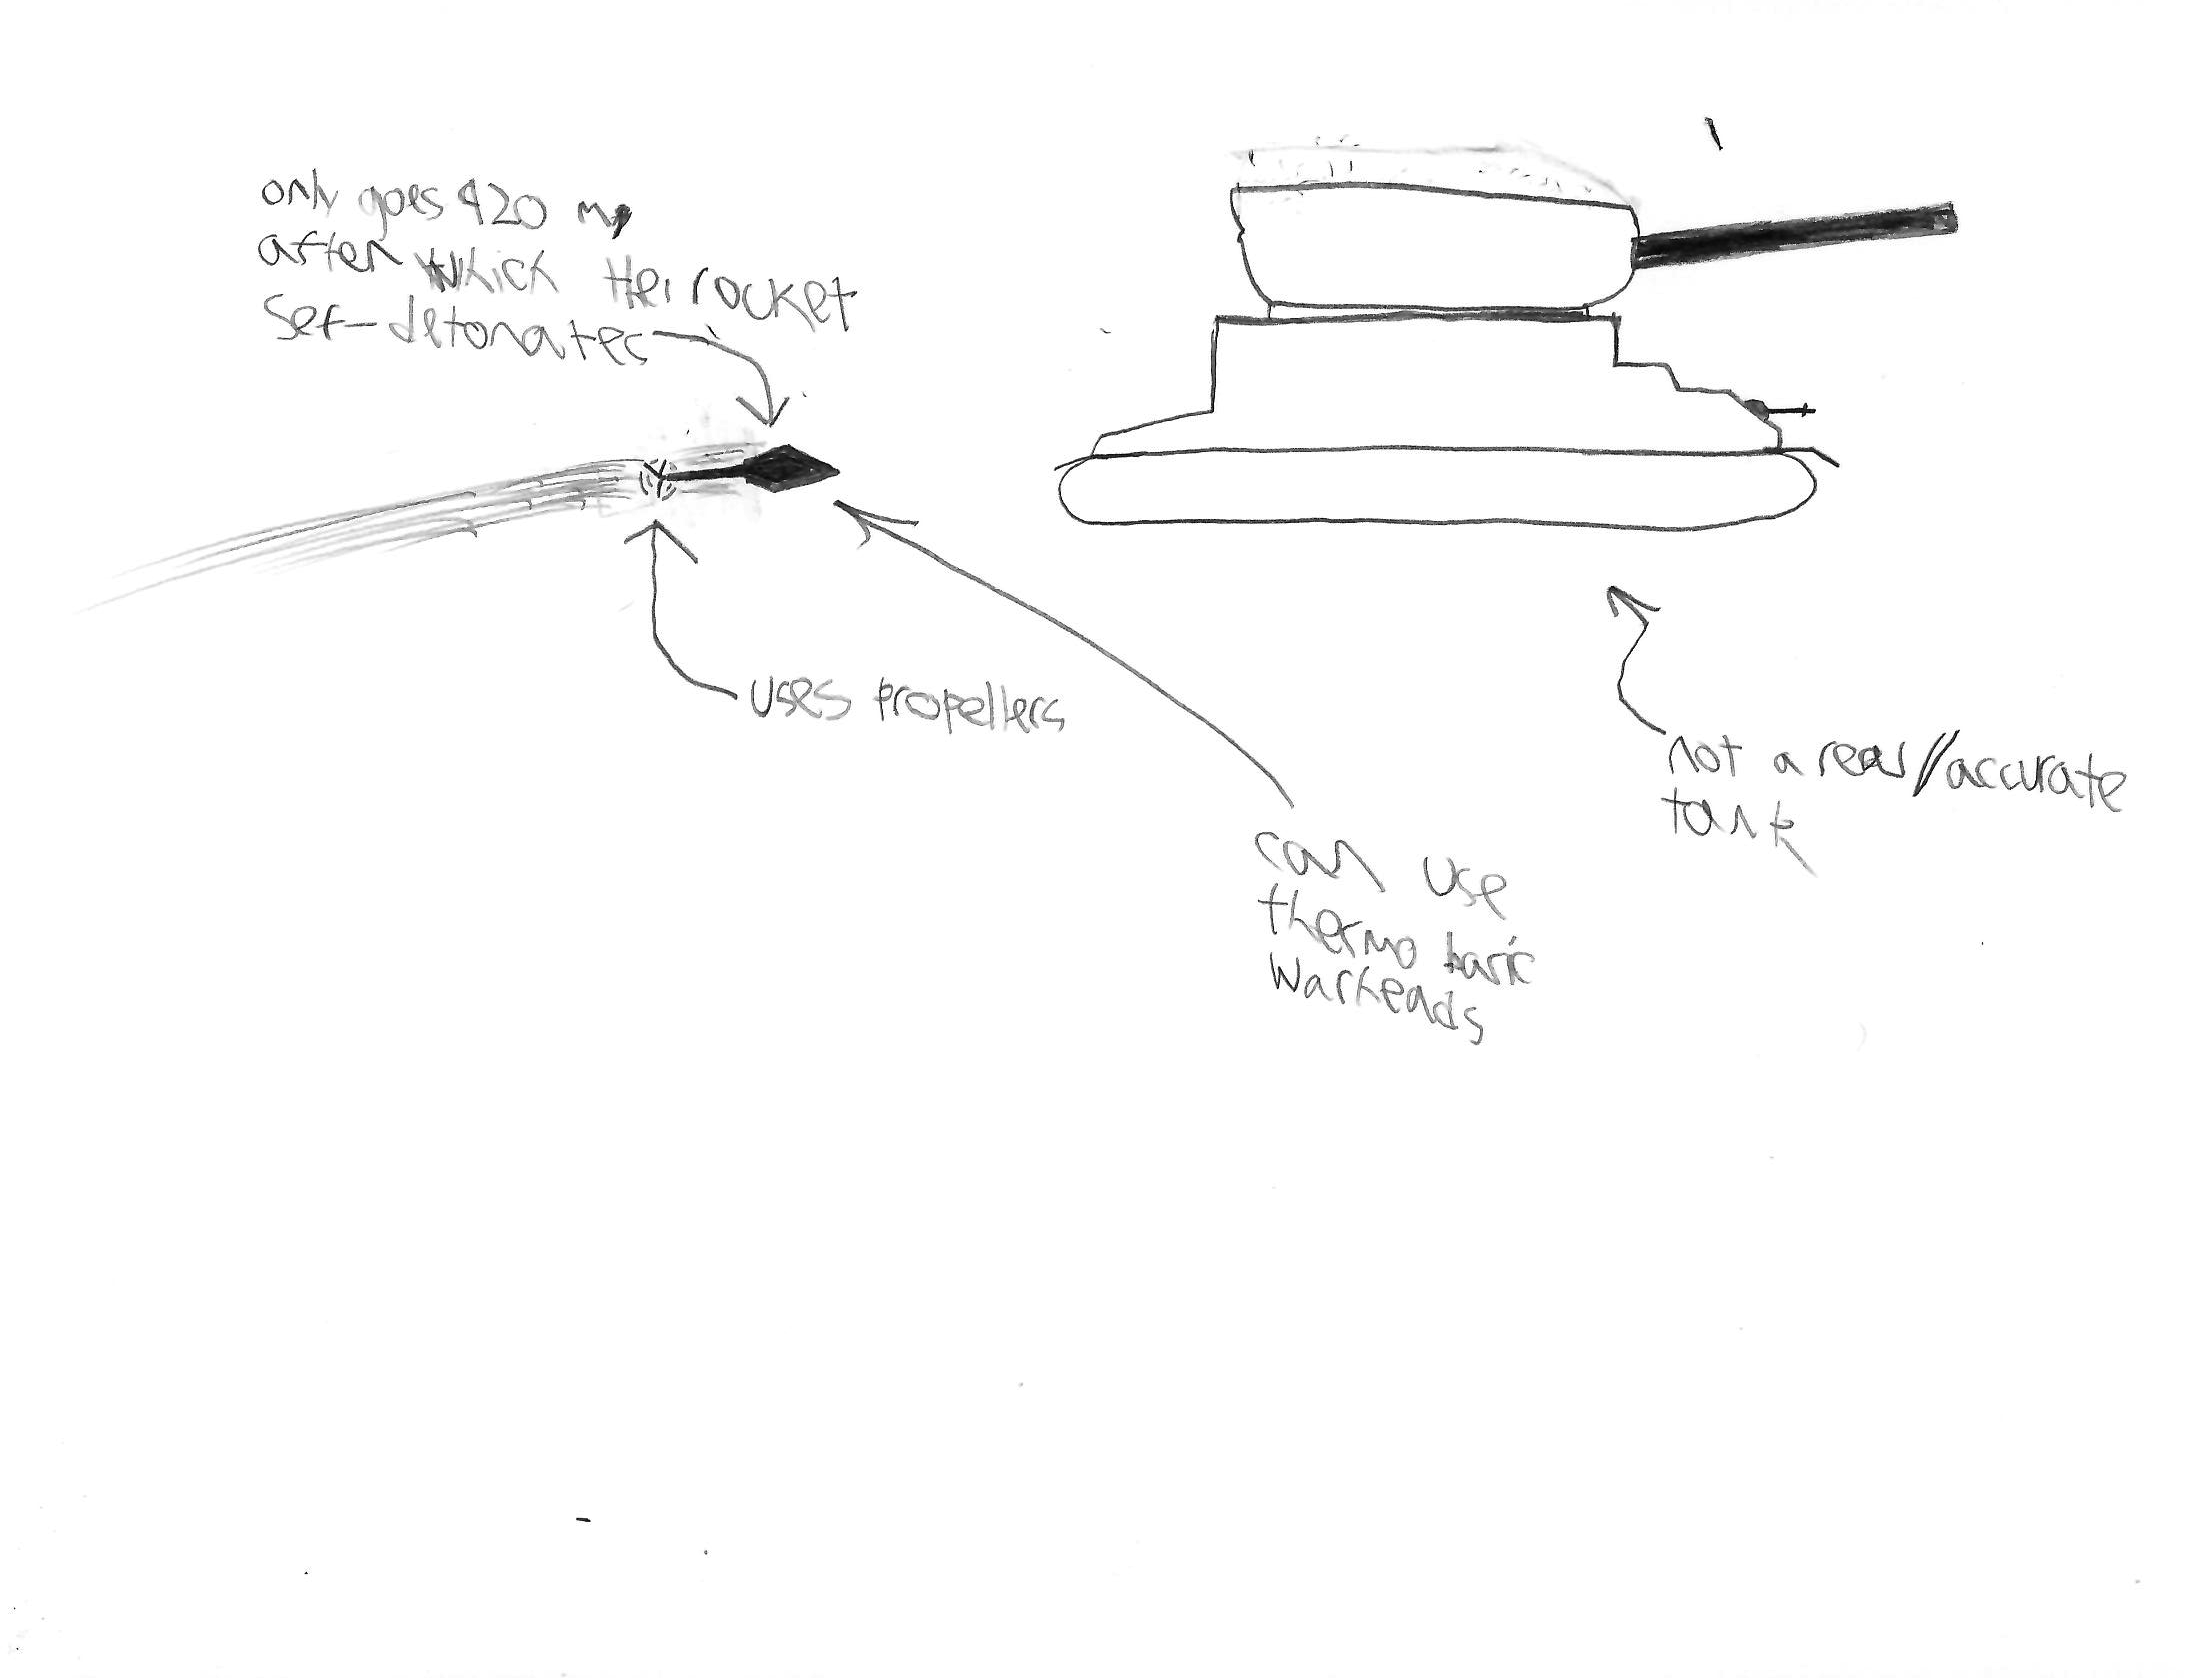 only goes 920 m,
after which the rocket
Sef-detonates
uses propellers
not a real/accurate
tank
can use
thermo baric
warheads